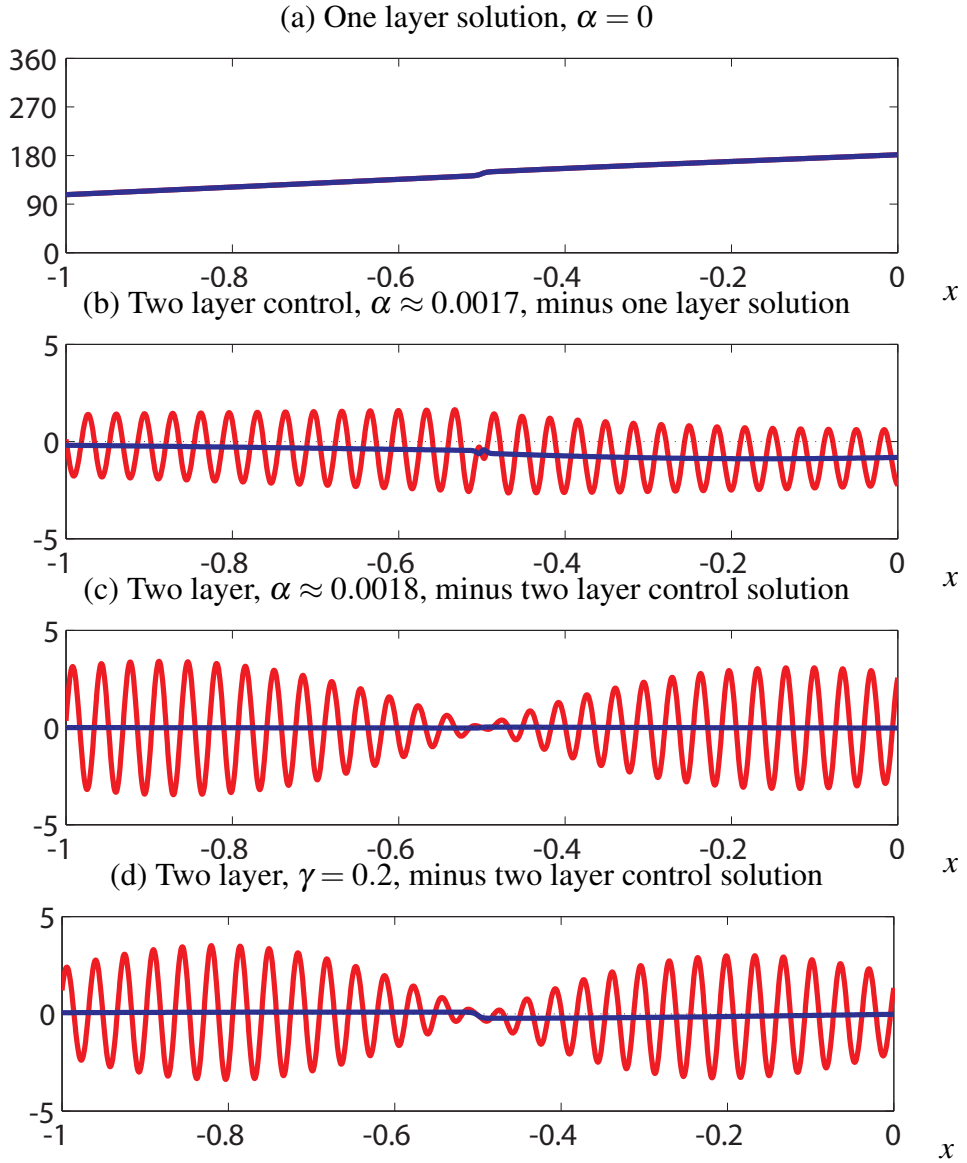 (a) One layer solution, α = 0
360
270
180
90
0
-1 -0.8 -0.6 -0.4 -0.2 0
x
(b) Two layer control, α ≈ 0.0017, minus one layer solution
5
0
-5
-1 -0.8 -0.6 -0.4 -0.2 0
x
(c) Two layer, α ≈ 0.0018, minus two layer control solution
5
0
-5
-1 -0.8 -0.6 -0.4 -0.2 0
x
(d) Two layer, γ = 0.2, minus two layer control solution
5
0
-5
-1 -0.8 -0.6 -0.4 -0.2 0
x